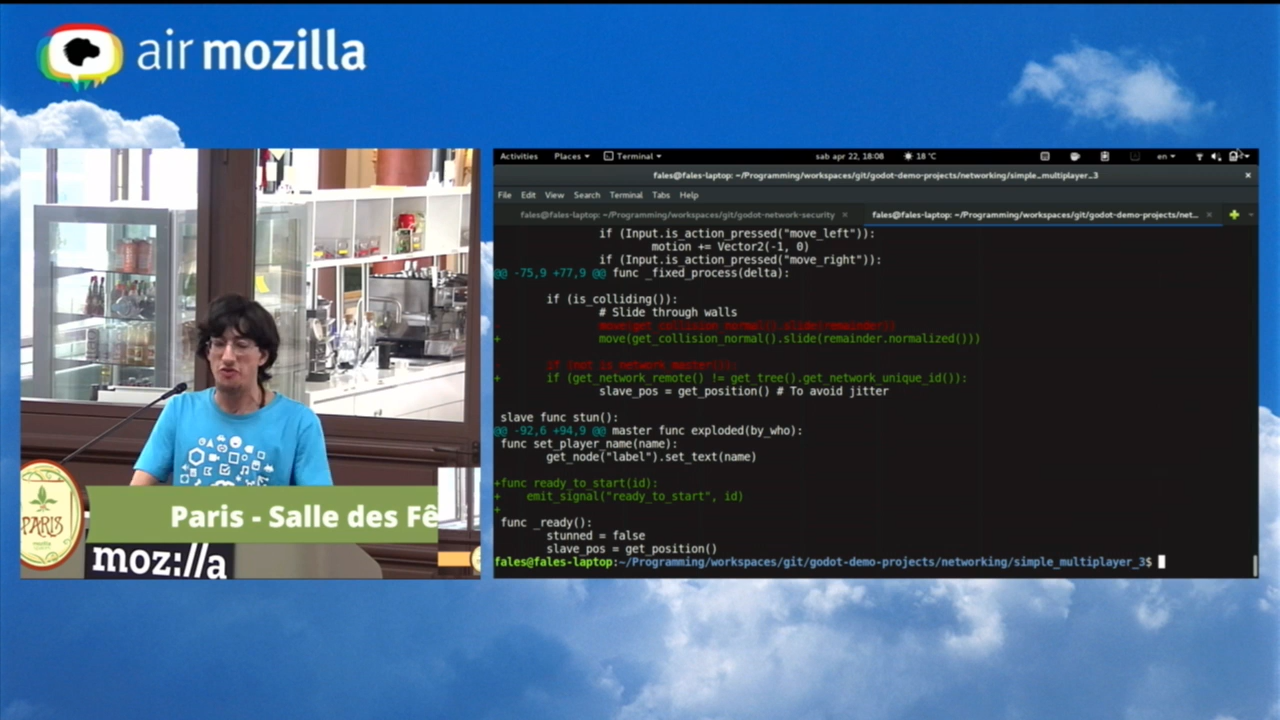 air mozilla
PARIS
mozilla
Paris - Salle des Fê
moz://a
Activities Places Terminal sab apr 22, 18:08 18 °C en
fales@fales-laptop: ~/Programming/workspaces/git/godot-demo-projects/networking/simple_multiplayer_3
File Edit View Search Terminal Tabs Help
fales@fales-laptop: ~/Programming/workspaces/git/godot-network-security fales@fales-laptop: ~/Programming/workspaces/git/godot-demo-projects/net...
if (Input.is_action_pressed("move_left")):
motion += Vector2(-1, 0)
if (Input.is_action_pressed("move_right")):
@@ -75,9 +77,9 @@ func _fixed_process(delta):
if (is_colliding()):
# Slide through walls
- move(get_collision_normal().slide(remainder))
+ move(get_collision_normal().slide(remainder.normalized()))
- if (not is_network_master()):
+ if (get_network_remote() != get_tree().get_network_unique_id()):
slave_pos = get_position() # To avoid jitter
slave func stun():
@@ -92,6 +94,9 @@ master func exploded(by_who):
func set_player_name(name):
get_node("label").set_text(name)
+func ready_to_start(id):
+ emit_signal("ready_to_start", id)
+
func _ready():
stunned = false
slave_pos = get_position()
fales@fales-laptop:~/Programming/workspaces/git/godot-demo-projects/networking/simple_multiplayer_3$